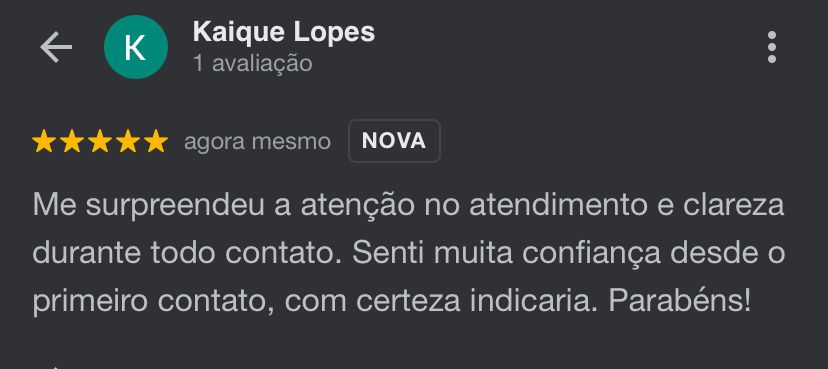 K
Kaique Lopes
1 avaliação
agora mesmo NOVA
Me surpreendeu a atenção no atendimento e clareza
durante todo contato. Senti muita confiança desde o
primeiro contato, com certeza indicaria. Parabéns!